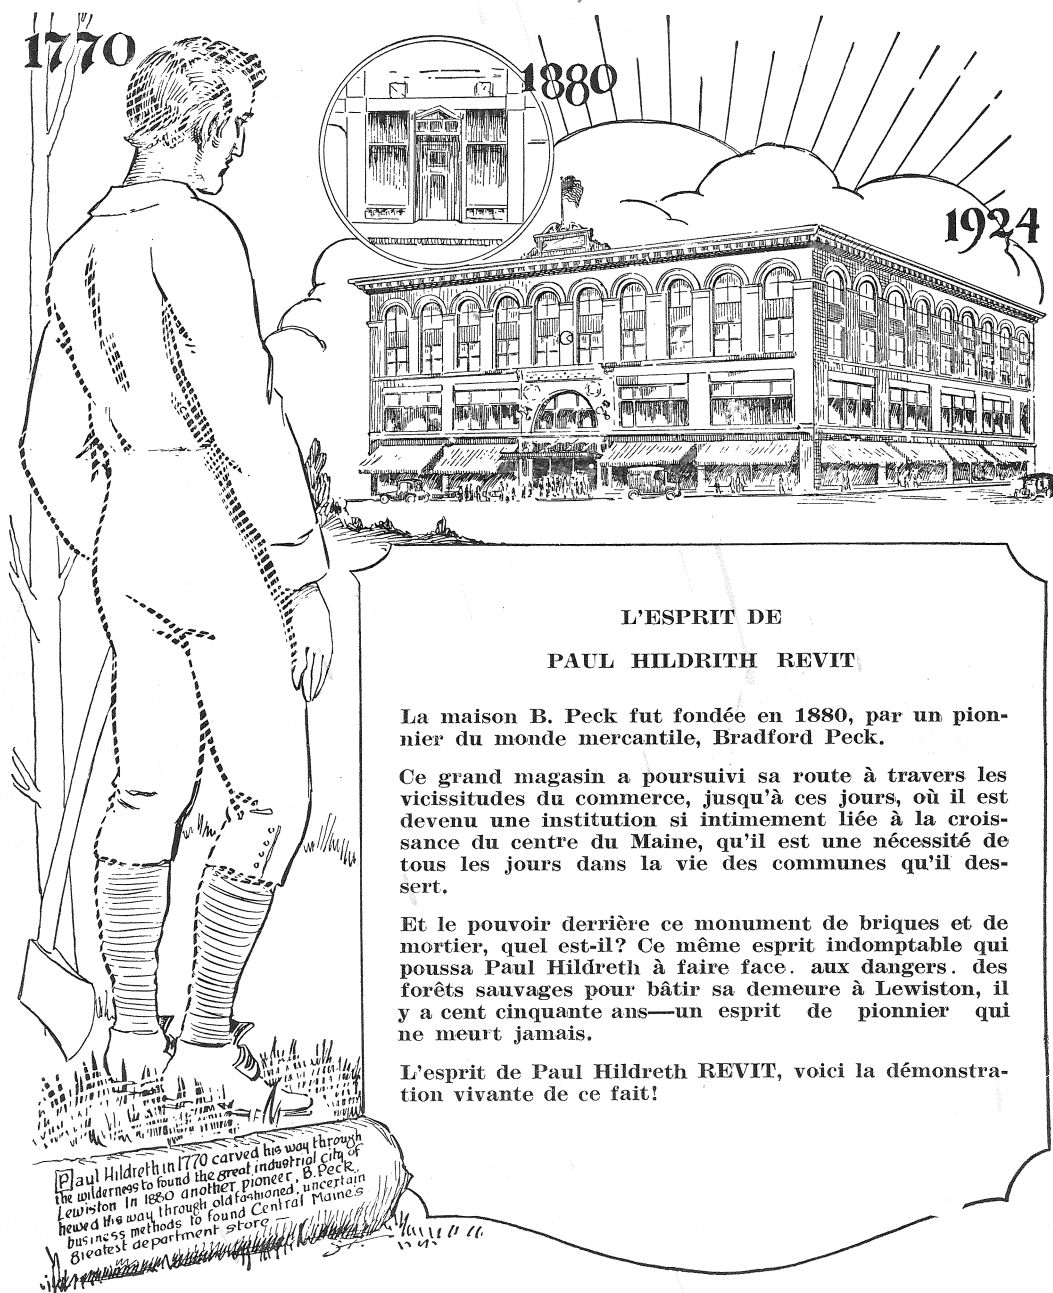 1770
1880
1924
L'ESPRIT DE
PAUL HILDRITH REVIT
La maison B. Peck fut fondée en 1880, par un pion-
nier du monde mercantile, Bradford Peck.
Ce grand magasin a poursuivi sa route à travers les
vicissitudes du commerce, jusqu'à ces jours, où il est
devenu une institution si intimement liée à la crois-
sance du centre du Maine, qu'il est une nécessité de
tous les jours dans la vie des communes qu'il des-
sert.
Et le pouvoir derrière ce monument de briques et de
mortier, quel est-il? Ce même esprit indomptable qui
poussa Paul Hildreth à faire face. aux dangers. des
forêts sauvages pour bâtir sa demeure à Lewiston, il
y a cent cinquante ans—un esprit de pionnier qui
ne meurt jamais.
L'esprit de Paul Hildreth REVIT, voici la démonstra-
tion vivante de ce fait!
Paul Hildreth in 1770 carved his way through
the wilderness to found the great industrial city of
Lewiston In 1880 another pioneer, B. Peck,
hewed His way through oldfashioned, uncertain
business methods to found Central Maine's
greatest department store—